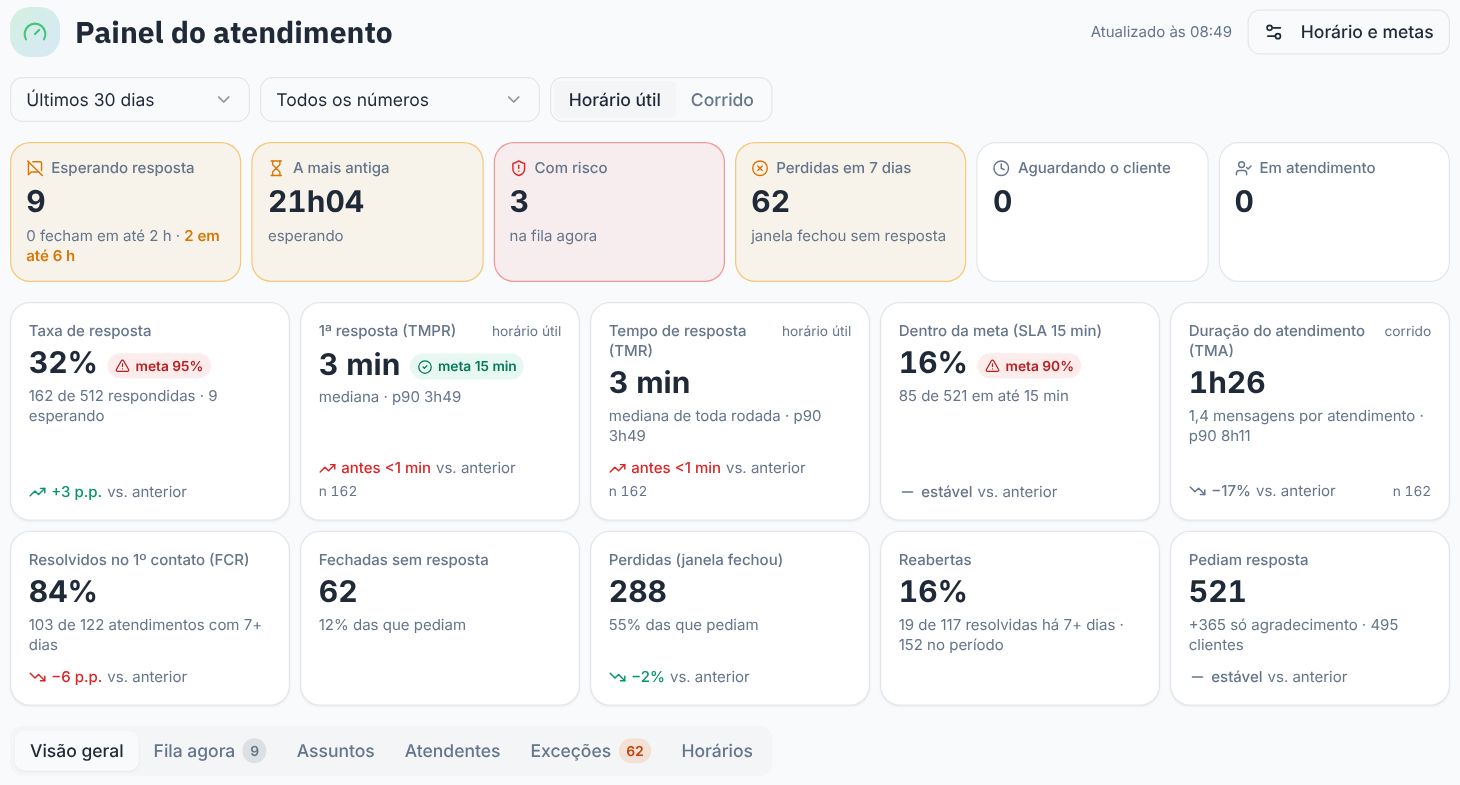 Painel do atendimento
Atualizado às 08:49
Horário e metas
Últimos 30 dias
Todos os números
Horário útil
Corrido
Esperando resposta
9
0 fecham em até 2 h · 2 em
até 6 h
A mais antiga
21h04
esperando
Com risco
3
na fila agora
Perdidas em 7 dias
62
janela fechou sem resposta
Aguardando o cliente
0
Em atendimento
0
Taxa de resposta
32% meta 95%
162 de 512 respondidas · 9
esperando
+3 p.p. vs. anterior
1ª resposta (TMPR) horário útil
3 min meta 15 min
mediana · p90 3h49
antes <1 min vs. anterior
n 162
Tempo de resposta horário útil
(TMR)
3 min
mediana de toda rodada · p90
3h49
antes <1 min vs. anterior
n 162
Dentro da meta (SLA 15 min)
16% meta 90%
85 de 521 em até 15 min
— estável vs. anterior
Duração do atendimento corrido
(TMA)
1h26
1,4 mensagens por atendimento ·
p90 8h11
−17% vs. anterior n 162
Resolvidos no 1º contato (FCR)
84%
103 de 122 atendimentos com 7+
dias
−6 p.p. vs. anterior
Fechadas sem resposta
62
12% das que pediam
Perdidas (janela fechou)
288
55% das que pediam
−2% vs. anterior
Reabertas
16%
19 de 117 resolvidas há 7+ dias ·
152 no período
Pediam resposta
521
+365 só agradecimento · 495
clientes
— estável vs. anterior
Visão geral
Fila agora 9
Assuntos
Atendentes
Exceções 62
Horários